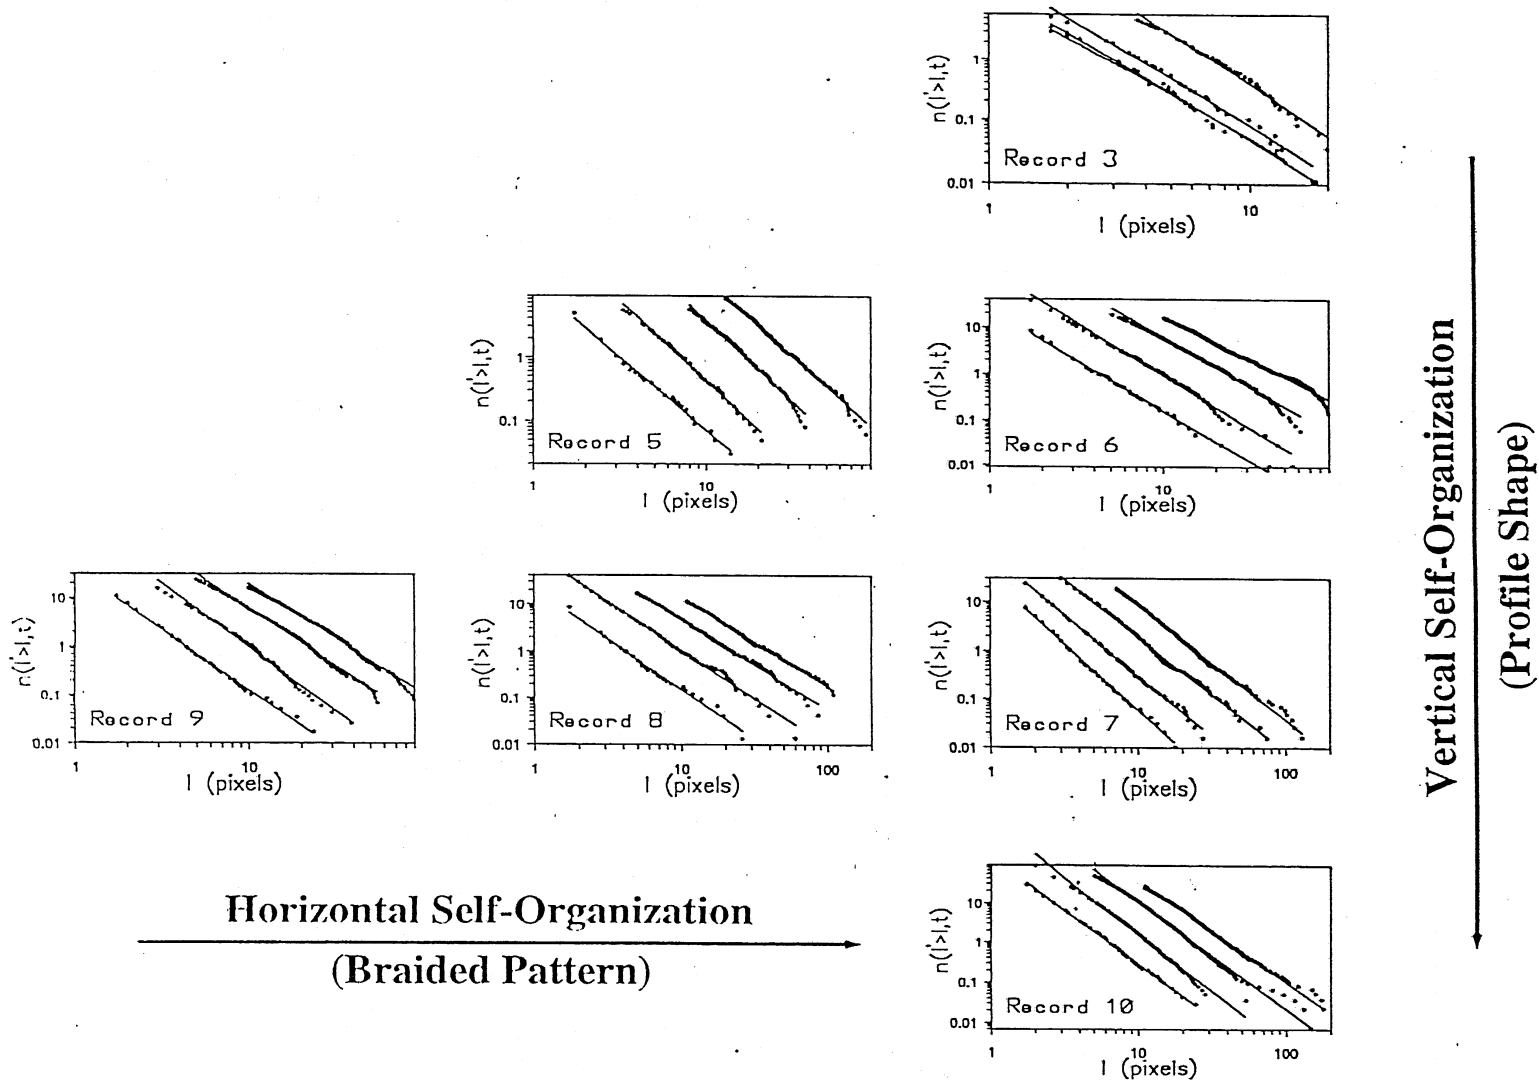 n(l'>l,t)
1
0.1
0.01
Record 3
1 10
l (pixels)
n(l'>l,t)
1
0.1
Record 5
1 10
l (pixels)
n(l'>l,t)
10
1
0.1
0.01
Record 6
1 10
l (pixels)
n(l'>l,t)
10
1
0.1
0.01
Record 9
1 10
l (pixels)
n(l'>l,t)
10
1
0.1
0.01
Record 8
1 10 100
l (pixels)
n(l'>l,t)
10
1
0.1
0.01
Record 7
1 10 100
l (pixels)
n(l'>l,t)
10
1
0.1
0.01
Record 10
1 10 100
l (pixels)
Horizontal Self-Organization
(Braided Pattern)
Vertical Self-Organization
(Profile Shape)